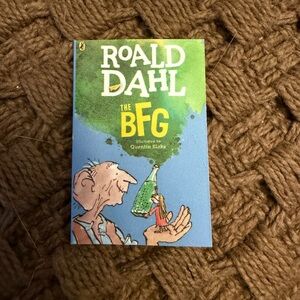 ROALD
DAHL
THE
BFG
Illustrated by
Quentin Blake